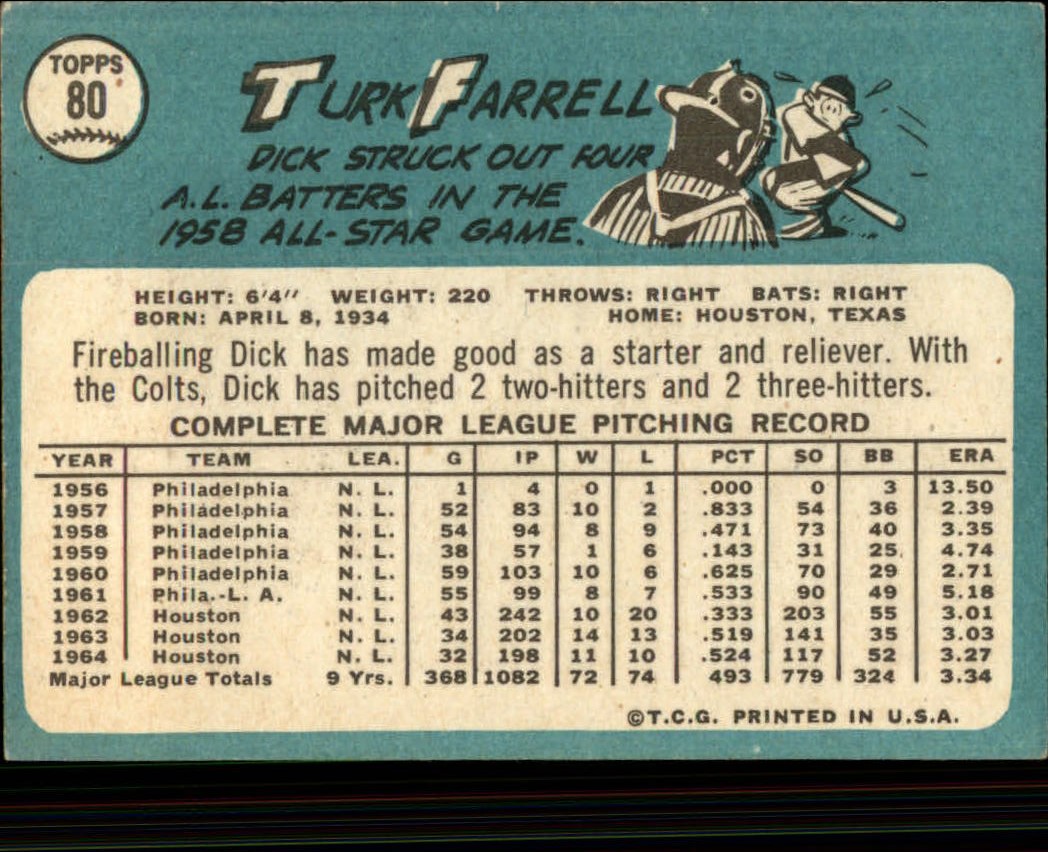 TOPPS
80
TURK FARRELL
DICK STRUCK OUT FOUR
A.L. BATTERS IN THE
1958 ALL-STAR GAME.
HEIGHT: 6'4" WEIGHT: 220 THROWS: RIGHT BATS: RIGHT
BORN: APRIL 8, 1934 HOME: HOUSTON, TEXAS
Fireballing Dick has made good as a starter and reliever. With
the Colts, Dick has pitched 2 two-hitters and 2 three-hitters.
COMPLETE MAJOR LEAGUE PITCHING RECORD
YEAR TEAM LEA. G IP W L PCT SO BB ERA
1956 Philadelphia N. L. 1 4 0 1 .000 0 3 13.50
1957 Philadelphia N. L. 52 83 10 2 .833 54 36 2.39
1958 Philadelphia N. L. 54 94 8 9 .471 73 40 3.35
1959 Philadelphia N. L. 38 57 1 6 .143 31 25 4.74
1960 Philadelphia N. L. 59 103 10 6 .625 70 29 2.71
1961 Phila.-L. A. N. L. 55 99 8 7 .533 90 49 5.18
1962 Houston N. L. 43 242 10 20 .333 203 55 3.01
1963 Houston N. L. 34 202 14 13 .519 141 35 3.03
1964 Houston N. L. 32 198 11 10 .524 117 52 3.27
Major League Totals 9 Yrs. 368 1082 72 74 493 779 324 3.34
©T.C.G. PRINTED IN U.S.A.